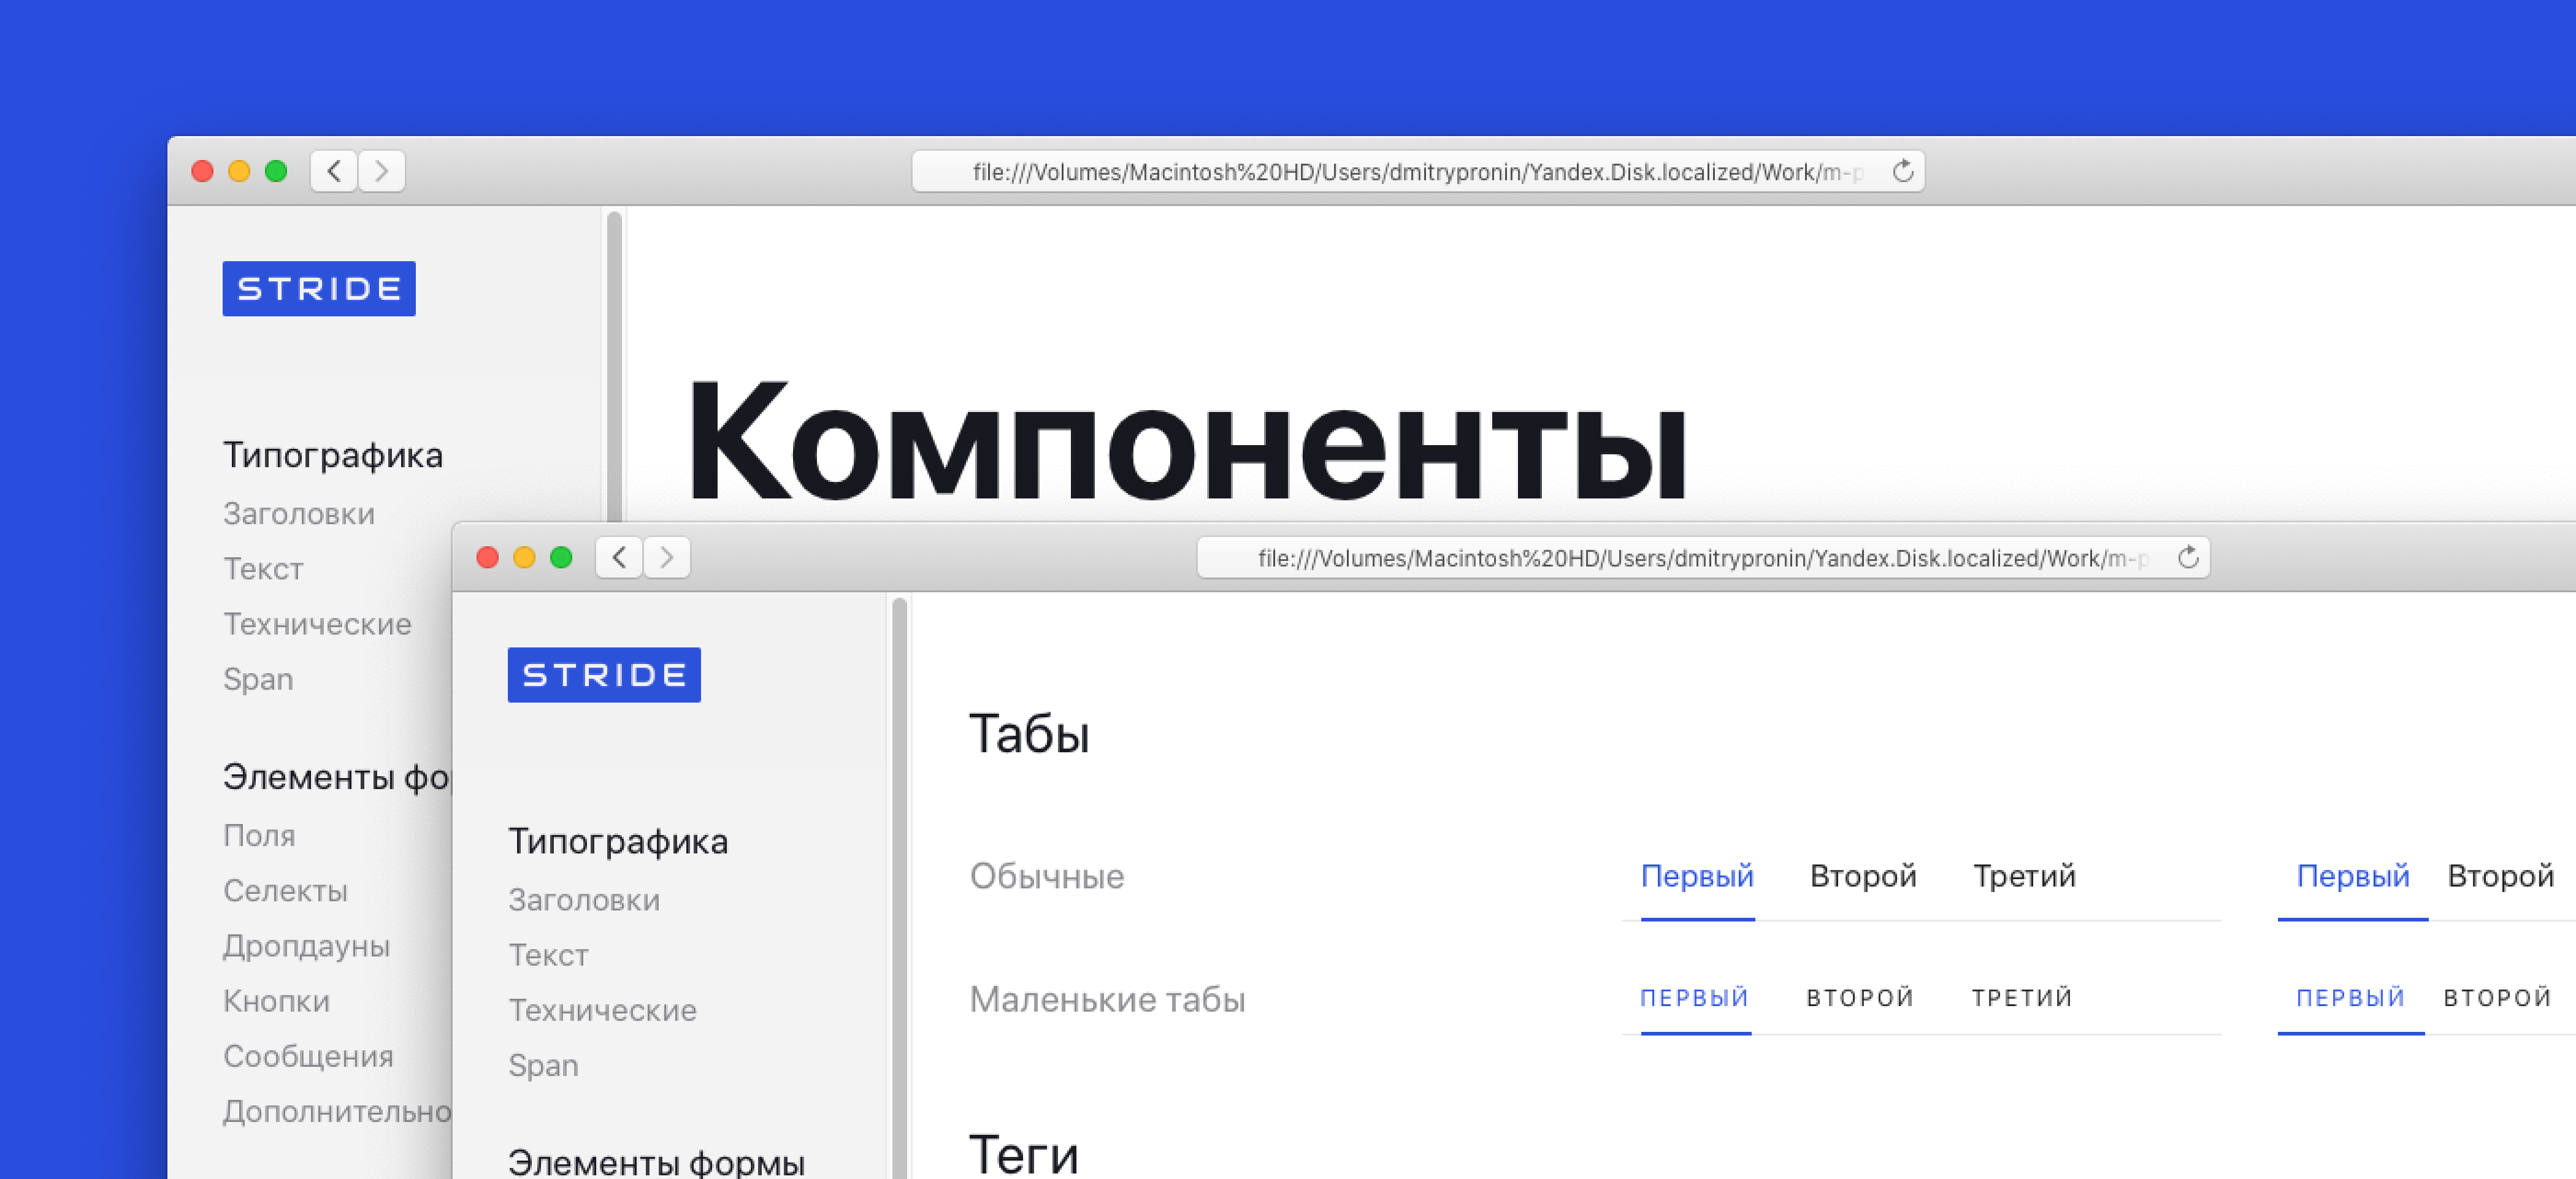 file:///Volumes/Macintosh%20HD/Users/dmitrypronin/Yandex.Disk.localized/Work/m-p
STRIDE
Компоненты
Типографика
Заголовки
Текст
Технические
Span
Элементы фо
Поля
Селекты
Дропдауны
Кнопки
Сообщения
Дополнительно
file:///Volumes/Macintosh%20HD/Users/dmitrypronin/Yandex.Disk.localized/Work/m-p
STRIDE
Типографика
Заголовки
Текст
Технические
Span
Элементы формы
Табы
Обычные
Первый Второй Третий Первый Второй
Маленькие табы
ПЕРВЫЙ ВТОРОЙ ТРЕТИЙ ПЕРВЫЙ ВТОРОЙ
Теги